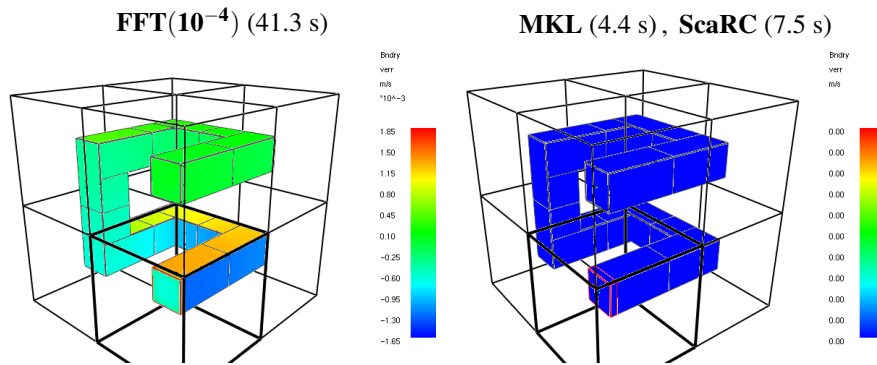 FFT(10⁻⁴) (41.3 s)
MKL (4.4 s) , ScaRC (7.5 s)
Bndry
verr
m/s
*10^-3
1.85
1.50
1.15
0.80
0.45
0.10
-0.25
-0.60
-0.95
-1.30
-1.65
Bndry
verr
m/s
0.00
0.00
0.00
0.00
0.00
0.00
0.00
0.00
0.00
0.00
0.00